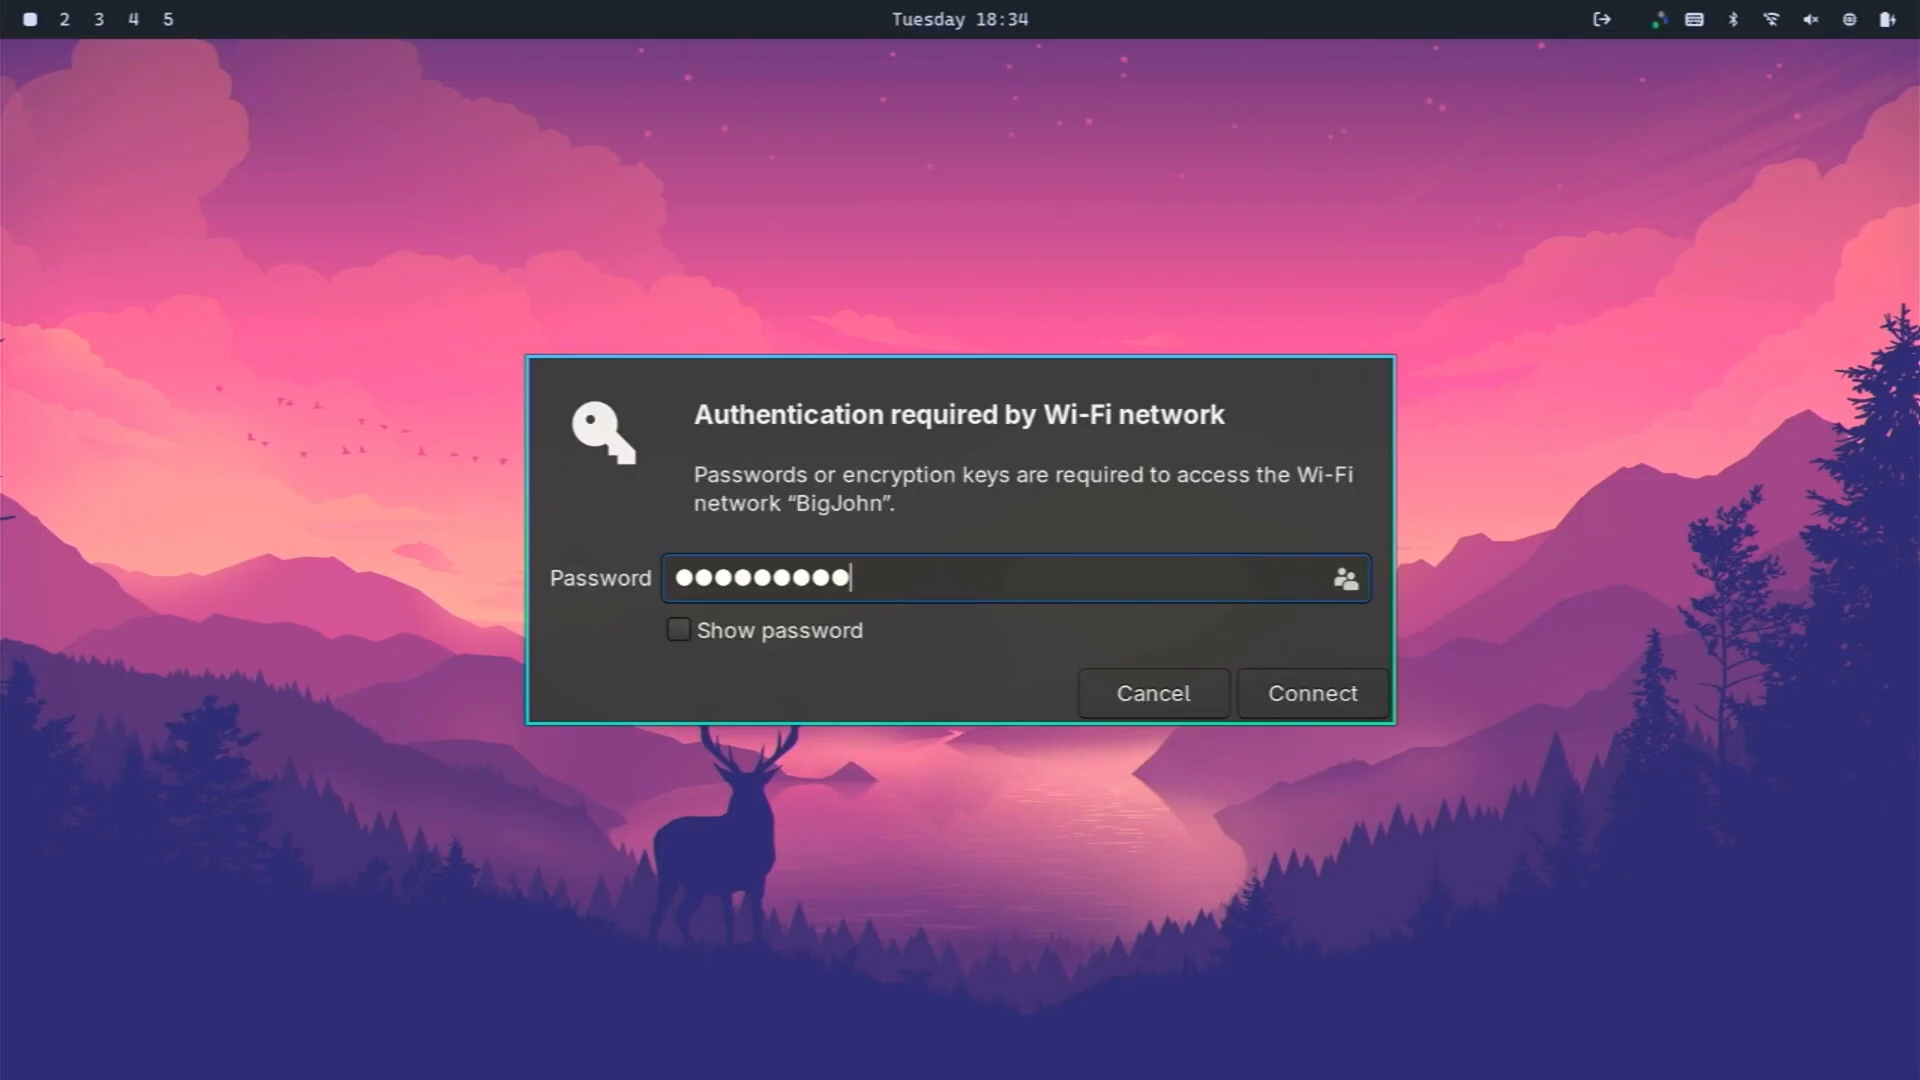 2 3 4 5
Tuesday 18:34
Authentication required by Wi-Fi network
Passwords or encryption keys are required to access the Wi-Fi
network “BigJohn”.
Password ●●●●●●●●●
Show password
Cancel Connect